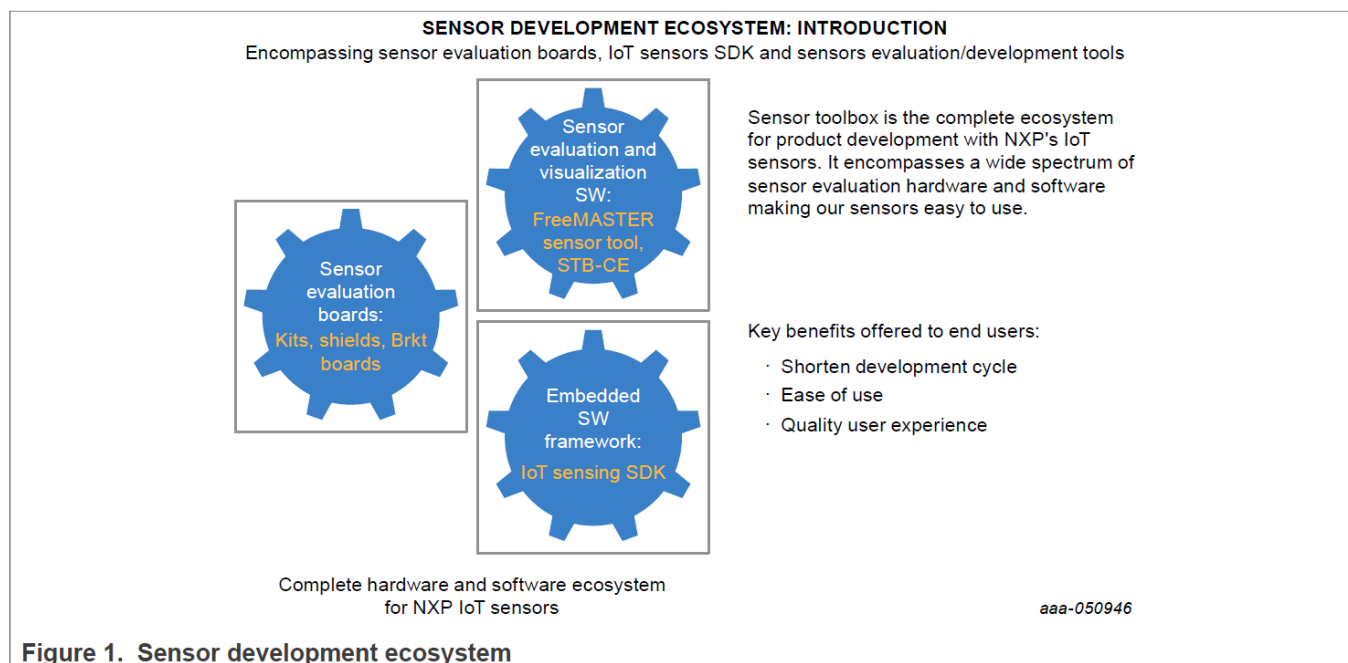 SENSOR DEVELOPMENT ECOSYSTEM: INTRODUCTION
Encompassing sensor evaluation boards, IoT sensors SDK and sensors evaluation/development tools
Sensor
evaluation and
visualization
SW:
FreeMASTER
sensor tool,
STB-CE
Sensor
evaluation
boards:
Kits, shields, Brkt
boards
Embedded
SW
framework:
IoT sensing SDK
Sensor toolbox is the complete ecosystem
for product development with NXP's IoT
sensors. It encompasses a wide spectrum of
sensor evaluation hardware and software
making our sensors easy to use.
Key benefits offered to end users:
· Shorten development cycle
· Ease of use
· Quality user experience
Complete hardware and software ecosystem
for NXP IoT sensors
aaa-050946
Figure 1. Sensor development ecosystem